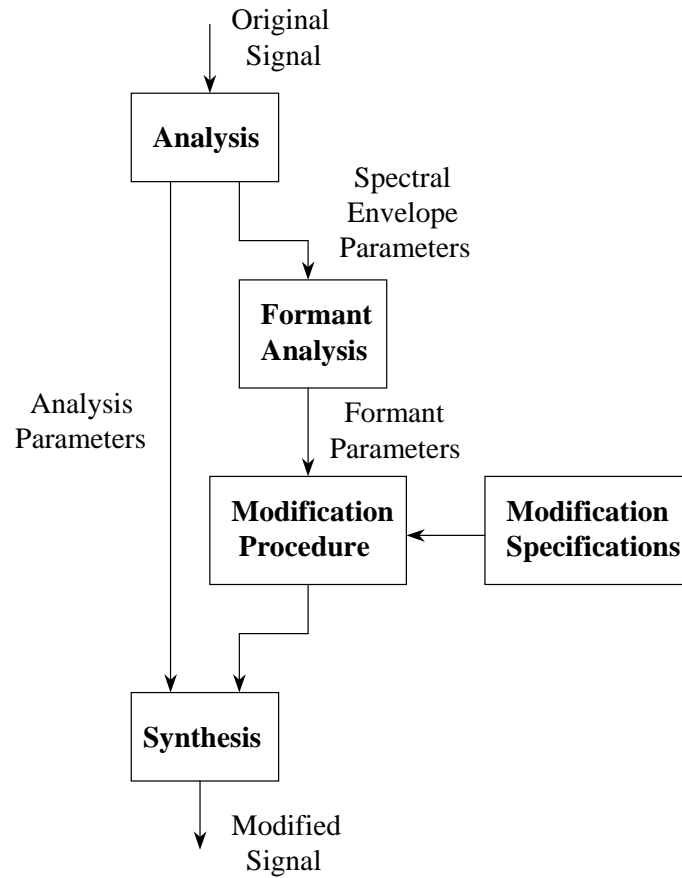 Original
Signal
Analysis
Spectral
Envelope
Parameters
Formant
Analysis
Analysis
Parameters
Formant
Parameters
Modification
Procedure
Modification
Specifications
Synthesis
Modified
Signal